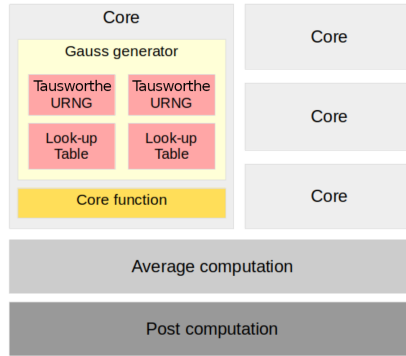 Core
Gauss generator
Tausworthe
URNG
Tausworthe
URNG
Look-up
Table
Look-up
Table
Core function
Core
Core
Core
Average computation
Post computation